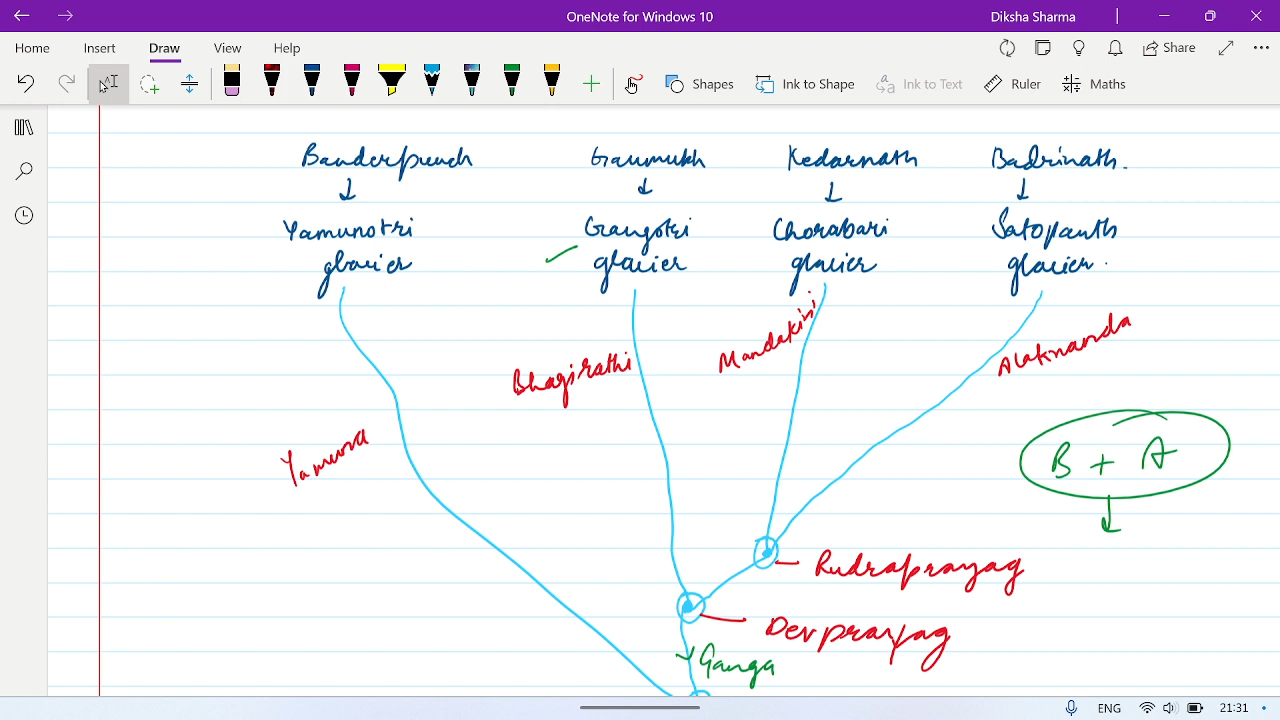 OneNote for Windows 10
Diksha Sharma
Home Insert Draw View Help
Share
Shapes Ink to Shape Ink to Text Ruler Maths
Banderpunch Gaumukh Kedarnath Badrinath.
Yamunotri Gangotri Chorabari Satopanth
glacier glacier glacier glacier.
Mandakini Alaknanda
Bhagirathi
Yamuna
B + A
Rudraprayag
Devprayag
Ganga
ENG 21:31